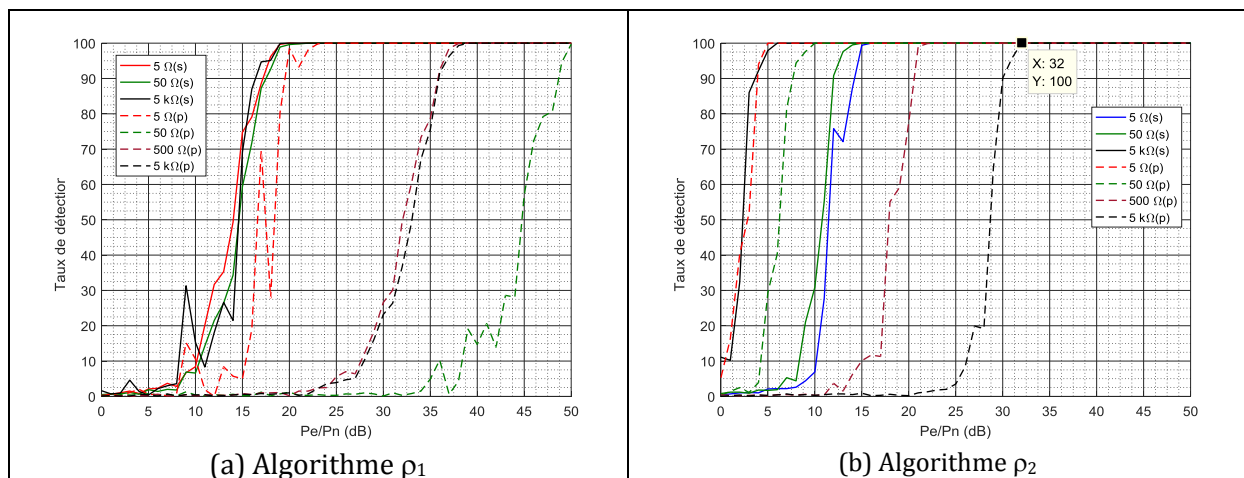 100
90
80
70
60
50
40
30
20
10
0
Taux de détectior
5 Ω(s)
50 Ω(s)
5 kΩ(s)
5 Ω(p)
50 Ω(p)
500 Ω(p)
5 kΩ(p)
0 5 10 15 20 25 30 35 40 45 50
Pe/Pn (dB)
(a) Algorithme ρ1
100
90
80
70
60
50
40
30
20
10
0
Taux de détectior
X: 32
Y: 100
5 Ω(s)
50 Ω(s)
5 kΩ(s)
5 Ω(p)
50 Ω(p)
500 Ω(p)
5 kΩ(p)
0 5 10 15 20 25 30 35 40 45 50
Pe/Pn (dB)
(b) Algorithme ρ2